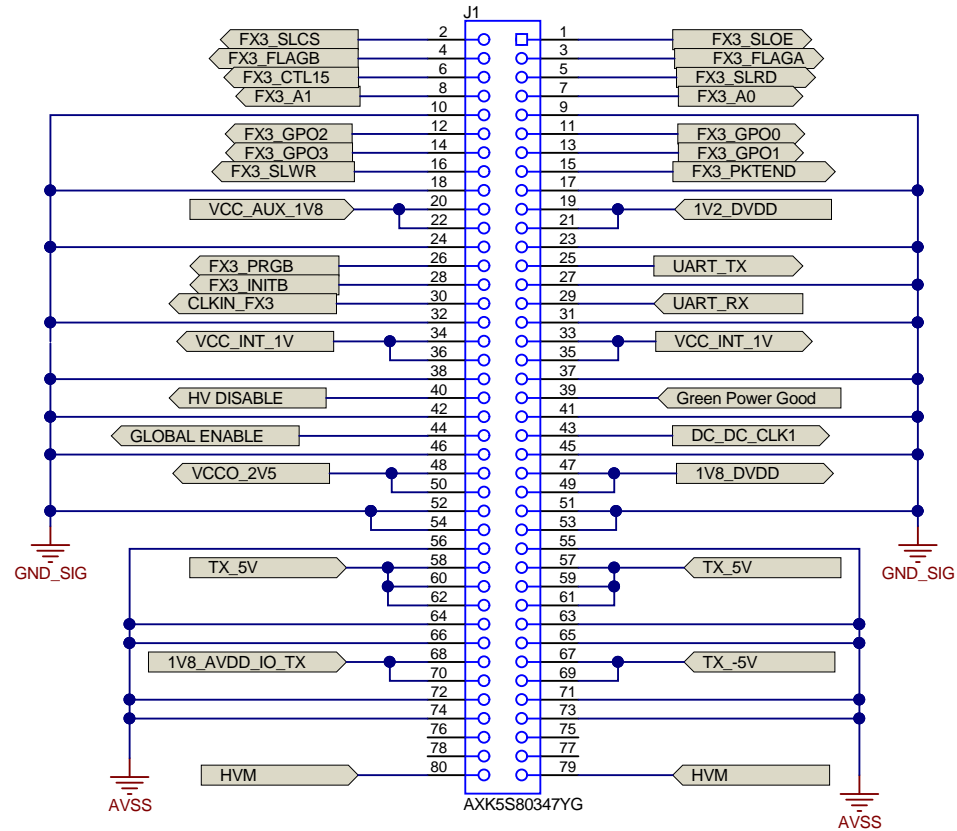 J1
FX3_SLCS 2 1 FX3_SLOE
FX3_FLAGB 4 3 FX3_FLAGA
FX3_CTL15 6 5 FX3_SLRD
FX3_A1 8 7 FX3_A0
10 9
FX3_GPO2 12 11 FX3_GPO0
FX3_GPO3 14 13 FX3_GPO1
FX3_SLWR 16 15 FX3_PKTEND
18 17
VCC_AUX_1V8 20 19 1V2_DVDD
22 21
24 23
FX3_PRGB 26 25 UART_TX
FX3_INITB 28 27
CLKIN_FX3 30 29 UART_RX
32 31
VCC_INT_1V 34 33 VCC_INT_1V
36 35
38 37
HV DISABLE 40 39 Green Power Good
42 41
GLOBAL ENABLE 44 43 DC_DC_CLK1
46 45
VCCO_2V5 48 47 1V8_DVDD
50 49
52 51
54 53
56 55
GND_SIG TX_5V 58 57 TX_5V GND_SIG
60 59
62 61
64 63
66 65
1V8_AVDD_IO_TX 68 67 TX_-5V
70 69
72 71
74 73
76 75
78 77
HVM 80 79 HVM
AVSS AXK5S80347YG AVSS